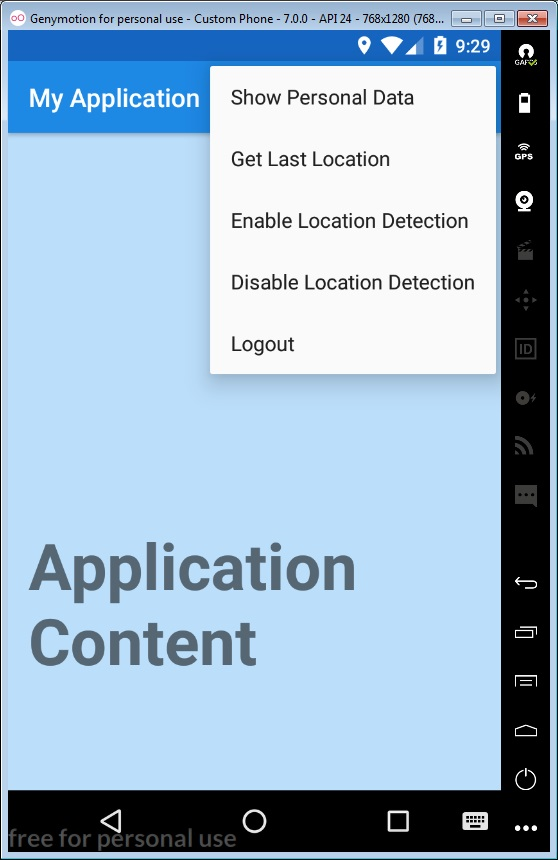 Genymotion for personal use - Custom Phone - 7.0.0 - API 24 - 768x1280 (768...
9:29
My Application
Show Personal Data
Get Last Location
Enable Location Detection
Disable Location Detection
Logout
Application
Content
free for personal use
GAPPS
GPS
ID